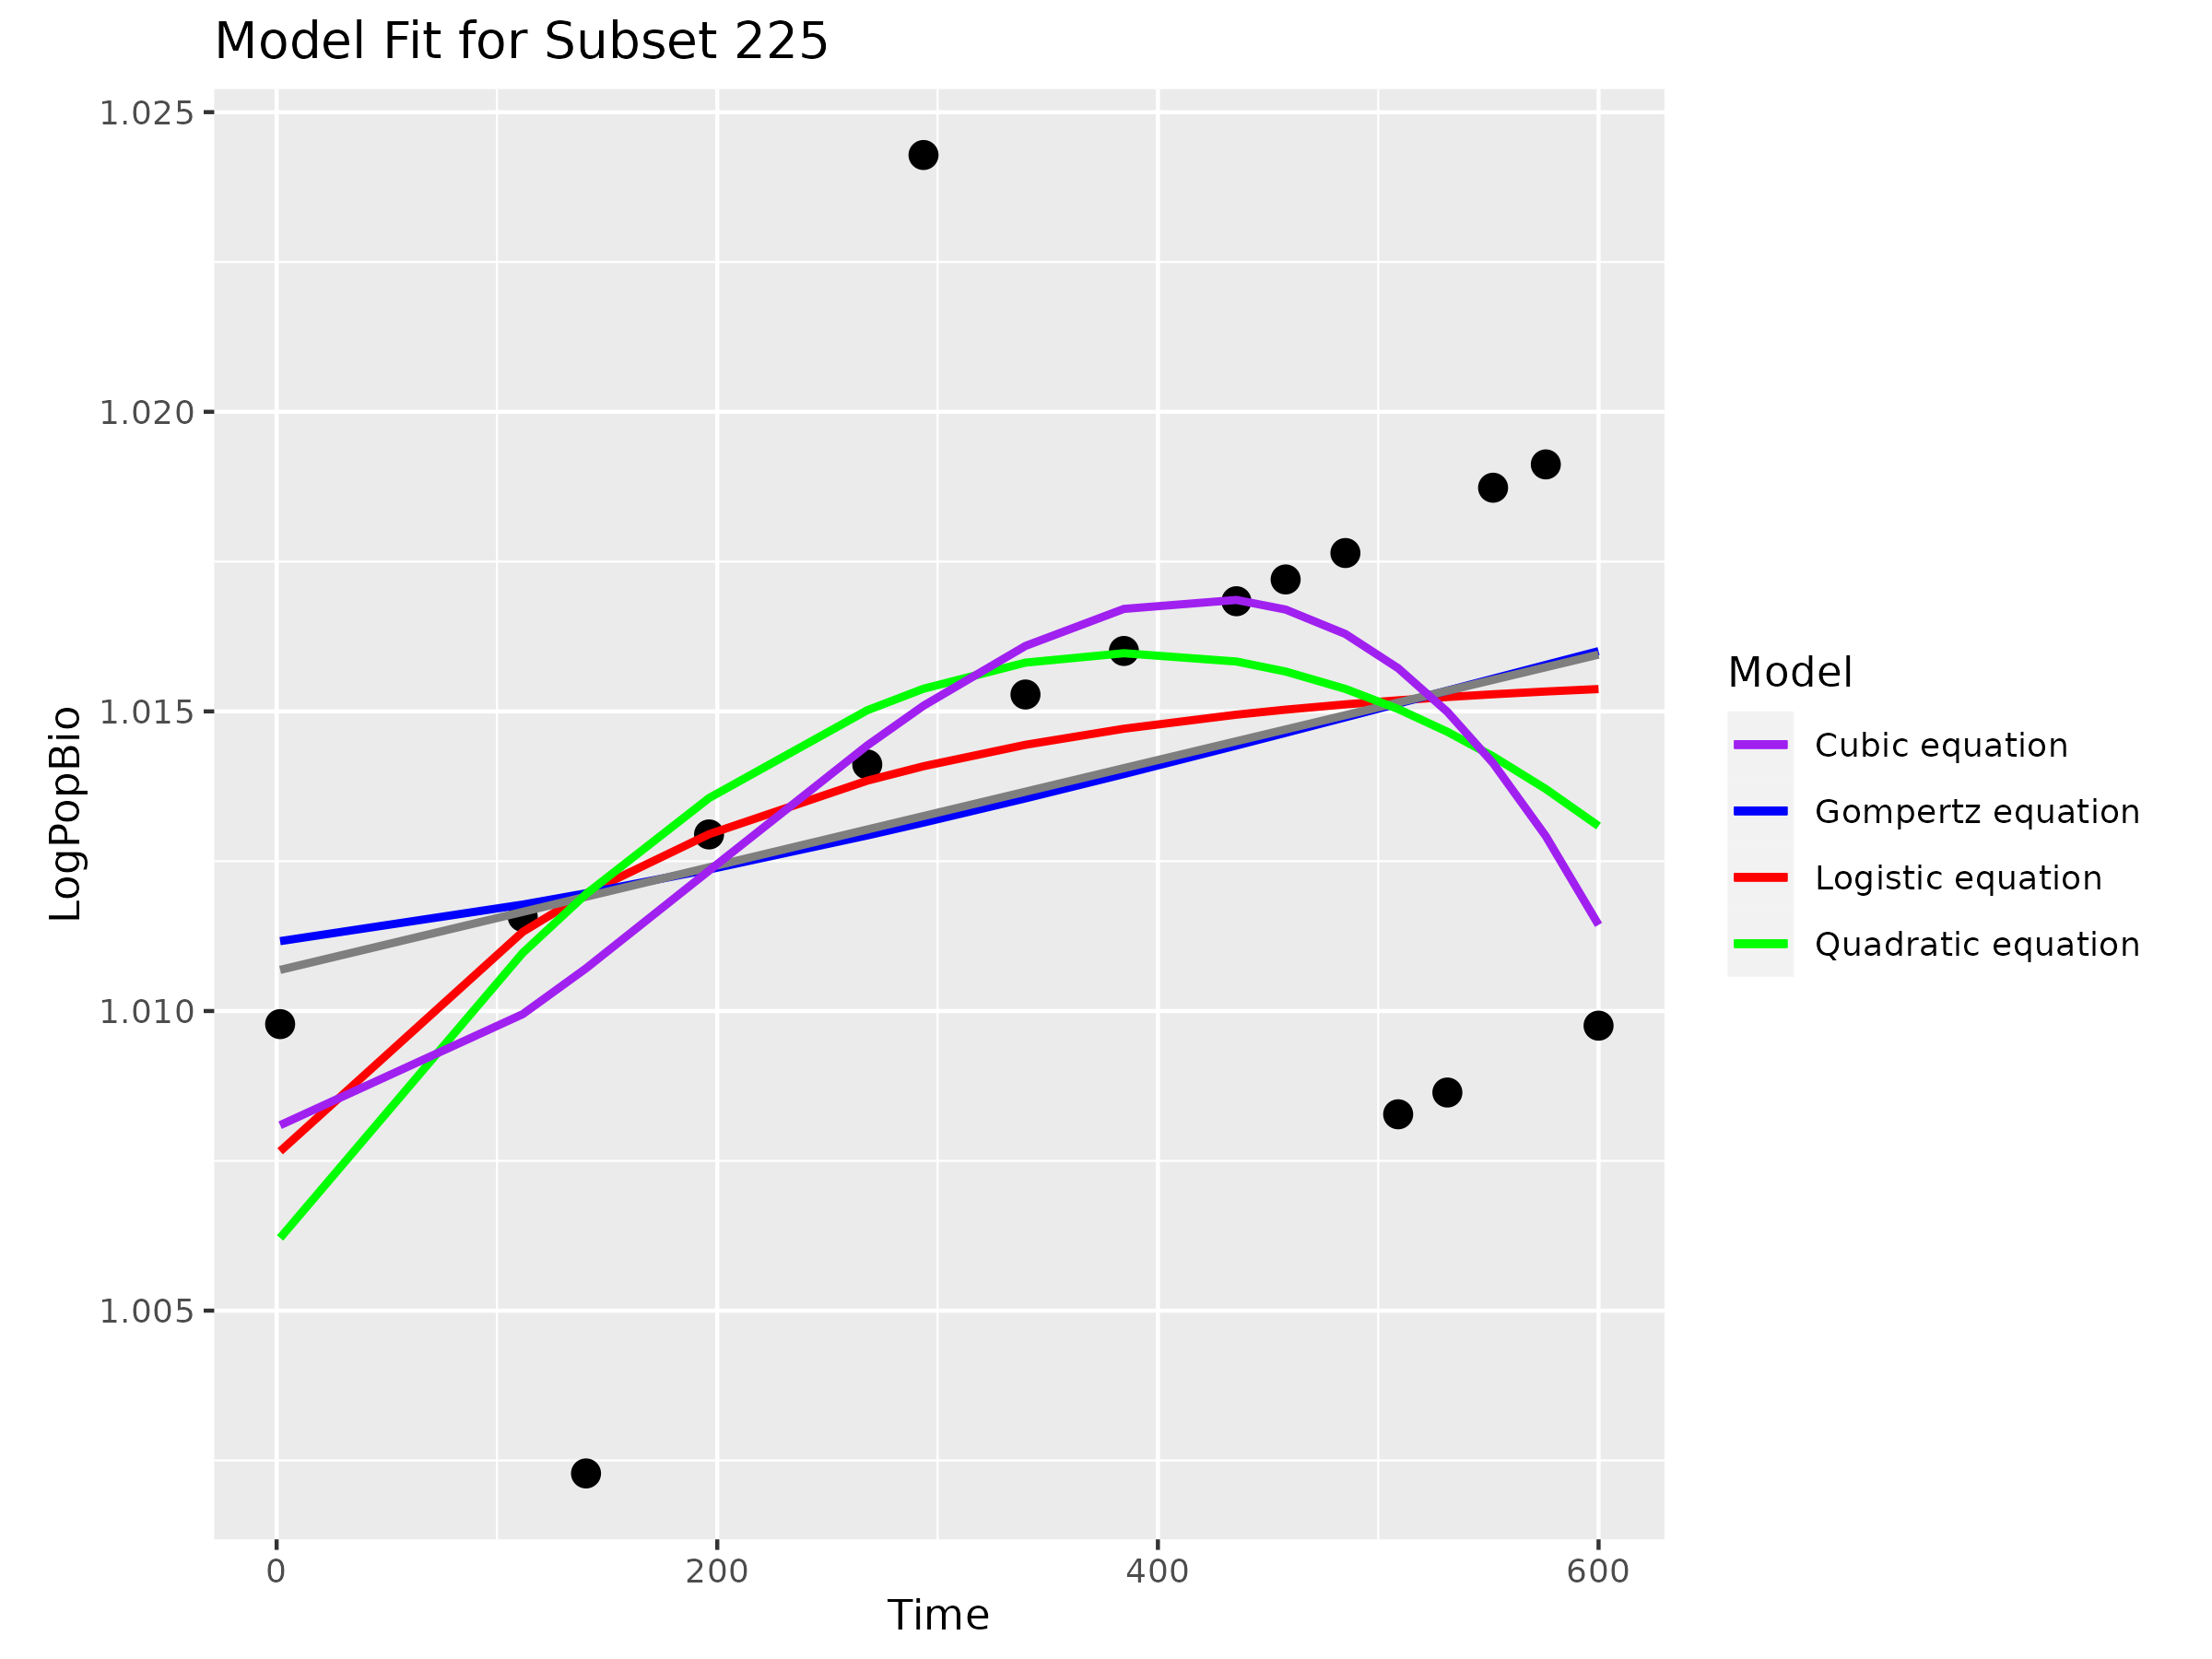 Model Fit for Subset 225
1.025
1.020
1.015
1.010
1.005
LogPopBio
0
200
400
600
Time
Model
Cubic equation
Gompertz equation
Logistic equation
Quadratic equation